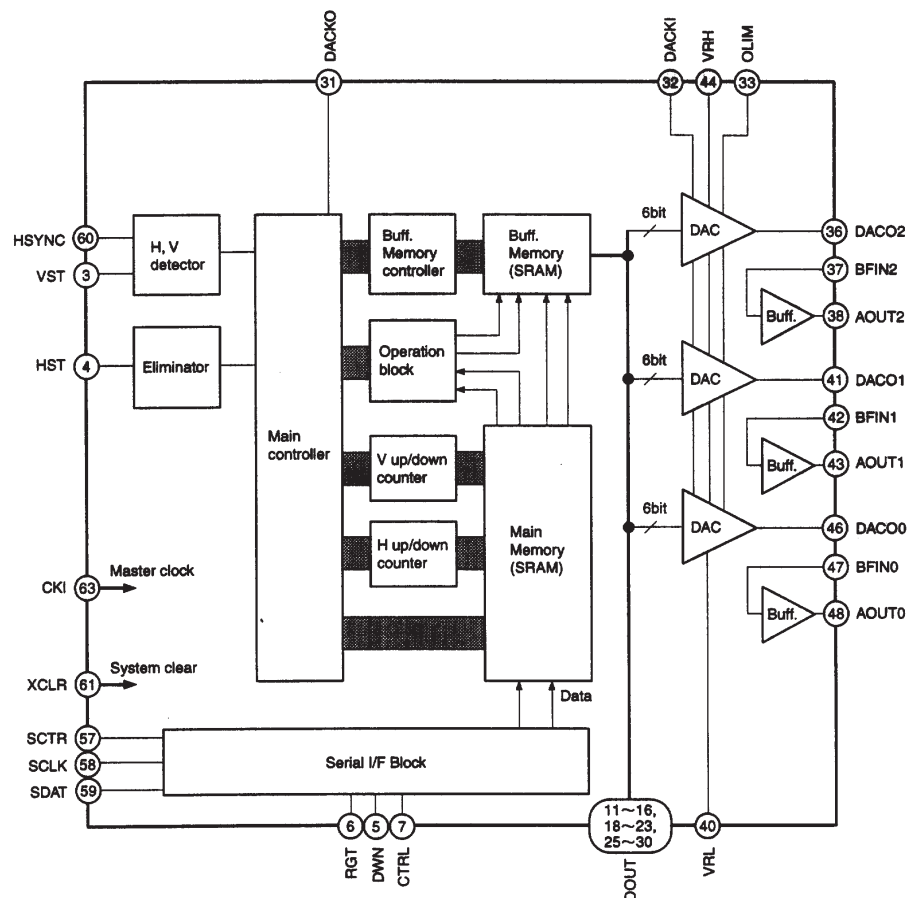 DACKO
31
DACKI
32
VRH
44
OLIM
33
HSYNC
60
VST
3
HST
4
H, V
detector
Eliminator
Main
controller
Buff.
Memory
controller
Buff.
Memory
(SRAM)
Operation
block
V up/down
counter
H up/down
counter
Main
Memory
(SRAM)
6bit
DAC
36
DACO2
37
BFIN2
Buff.
38
AOUT2
6bit
DAC
41
DACO1
42
BFIN1
Buff.
43
AOUT1
6bit
DAC
46
DACO0
47
BFIN0
Buff.
48
AOUT0
CKI
63
Master clock
XCLR
61
System clear
Data
SCTR
57
SCLK
58
SDAT
59
Serial I/F Block
6
RGT
5
DWN
7
CTRL
11~16,
18~23,
25~30
DOUT
40
VRL